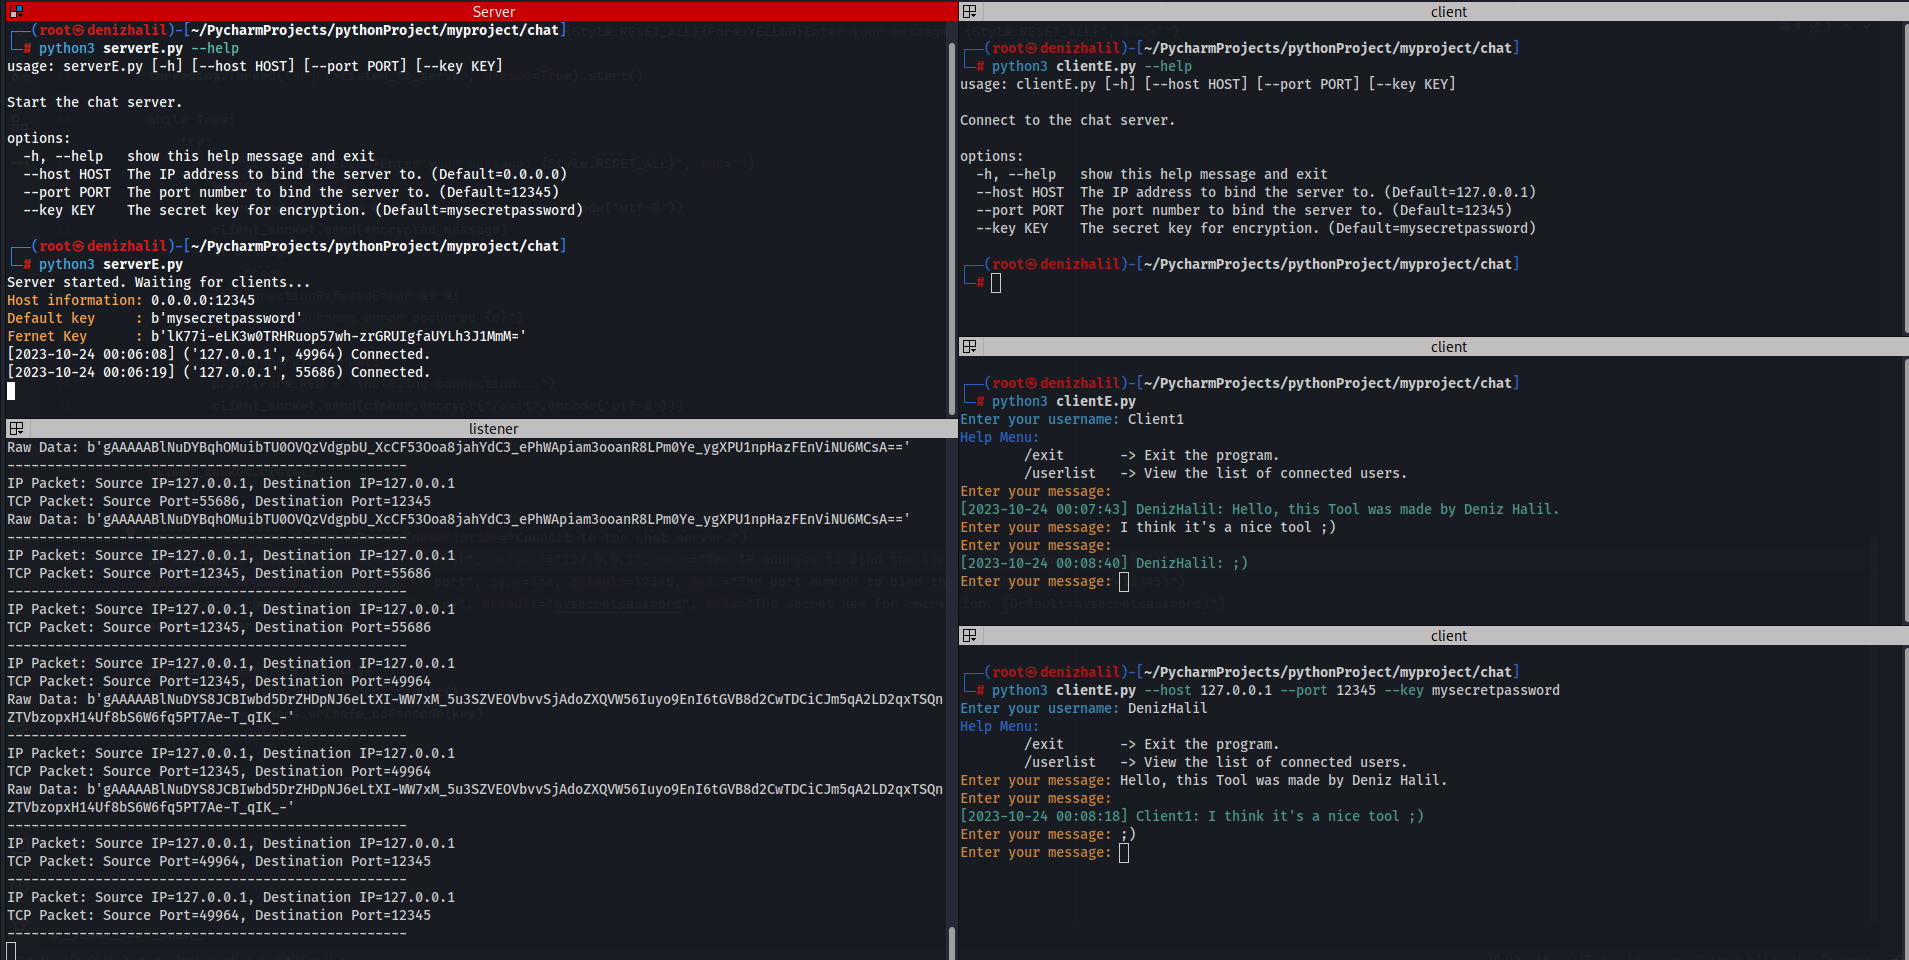 Server
┌──(root㉿denizhalil)-[~/PycharmProjects/pythonProject/myproject/chat]
└─# python3 serverE.py --help
usage: serverE.py [-h] [--host HOST] [--port PORT] [--key KEY]
Start the chat server.
options:
-h, --help show this help message and exit
--host HOST The IP address to bind the server to. (Default=0.0.0.0)
--port PORT The port number to bind the server to. (Default=12345)
--key KEY The secret key for encryption. (Default=mysecretpassword)
┌──(root㉿denizhalil)-[~/PycharmProjects/pythonProject/myproject/chat]
└─# python3 serverE.py
Server started. Waiting for clients...
Host information: 0.0.0.0:12345
Default key : b'mysecretpassword'
Fernet Key : b'lK77i-eLK3w0TRHRuop57wh-zrGRUIgfaUYLh3J1MmM='
[2023-10-24 00:06:08] ('127.0.0.1', 49964) Connected.
[2023-10-24 00:06:19] ('127.0.0.1', 55686) Connected.
listener
Raw Data: b'gAAAAABlNuDYBqhOMuibTU0OVQzVdgpbU_XcCF53Ooa8jahYdC3_ePhWApiam3ooanR8LPm0Ye_ygXPU1npHazFEnViNU6MCsA=='
--------------------------------------------------
IP Packet: Source IP=127.0.0.1, Destination IP=127.0.0.1
TCP Packet: Source Port=55686, Destination Port=12345
Raw Data: b'gAAAAABlNuDYBqhOMuibTU0OVQzVdgpbU_XcCF53Ooa8jahYdC3_ePhWApiam3ooanR8LPm0Ye_ygXPU1npHazFEnViNU6MCsA=='
--------------------------------------------------
IP Packet: Source IP=127.0.0.1, Destination IP=127.0.0.1
TCP Packet: Source Port=12345, Destination Port=55686
--------------------------------------------------
IP Packet: Source IP=127.0.0.1, Destination IP=127.0.0.1
TCP Packet: Source Port=12345, Destination Port=55686
--------------------------------------------------
IP Packet: Source IP=127.0.0.1, Destination IP=127.0.0.1
TCP Packet: Source Port=12345, Destination Port=49964
Raw Data: b'gAAAAABlNuDYS8JCBIwbd5DrZHDpNJ6eLtXI-WW7xM_5u3SZVEOVbvvSjAdoZXQVW56Iuyo9EnI6tGVB8d2CwTDCiCJm5qA2LD2qxTSQn
ZTVbzopxH14Uf8bS6W6fq5PT7Ae-T_qIK_-'
--------------------------------------------------
IP Packet: Source IP=127.0.0.1, Destination IP=127.0.0.1
TCP Packet: Source Port=12345, Destination Port=49964
Raw Data: b'gAAAAABlNuDYS8JCBIwbd5DrZHDpNJ6eLtXI-WW7xM_5u3SZVEOVbvvSjAdoZXQVW56Iuyo9EnI6tGVB8d2CwTDCiCJm5qA2LD2qxTSQn
ZTVbzopxH14Uf8bS6W6fq5PT7Ae-T_qIK_-'
--------------------------------------------------
IP Packet: Source IP=127.0.0.1, Destination IP=127.0.0.1
TCP Packet: Source Port=49964, Destination Port=12345
--------------------------------------------------
IP Packet: Source IP=127.0.0.1, Destination IP=127.0.0.1
TCP Packet: Source Port=49964, Destination Port=12345
--------------------------------------------------
client
┌──(root㉿denizhalil)-[~/PycharmProjects/pythonProject/myproject/chat]
└─# python3 clientE.py --help
usage: clientE.py [-h] [--host HOST] [--port PORT] [--key KEY]
Connect to the chat server.
options:
-h, --help show this help message and exit
--host HOST The IP address to bind the server to. (Default=127.0.0.1)
--port PORT The port number to bind the server to. (Default=12345)
--key KEY The secret key for encryption. (Default=mysecretpassword)
┌──(root㉿denizhalil)-[~/PycharmProjects/pythonProject/myproject/chat]
└─#
client
┌──(root㉿denizhalil)-[~/PycharmProjects/pythonProject/myproject/chat]
└─# python3 clientE.py
Enter your username: Client1
Help Menu:
/exit -> Exit the program.
/userlist -> View the list of connected users.
Enter your message:
[2023-10-24 00:07:43] DenizHalil: Hello, this Tool was made by Deniz Halil.
Enter your message: I think it's a nice tool ;)
Enter your message:
[2023-10-24 00:08:40] DenizHalil: ;)
Enter your message:
client
┌──(root㉿denizhalil)-[~/PycharmProjects/pythonProject/myproject/chat]
└─# python3 clientE.py --host 127.0.0.1 --port 12345 --key mysecretpassword
Enter your username: DenizHalil
Help Menu:
/exit -> Exit the program.
/userlist -> View the list of connected users.
Enter your message: Hello, this Tool was made by Deniz Halil.
Enter your message:
[2023-10-24 00:08:18] Client1: I think it's a nice tool ;)
Enter your message: ;)
Enter your message: